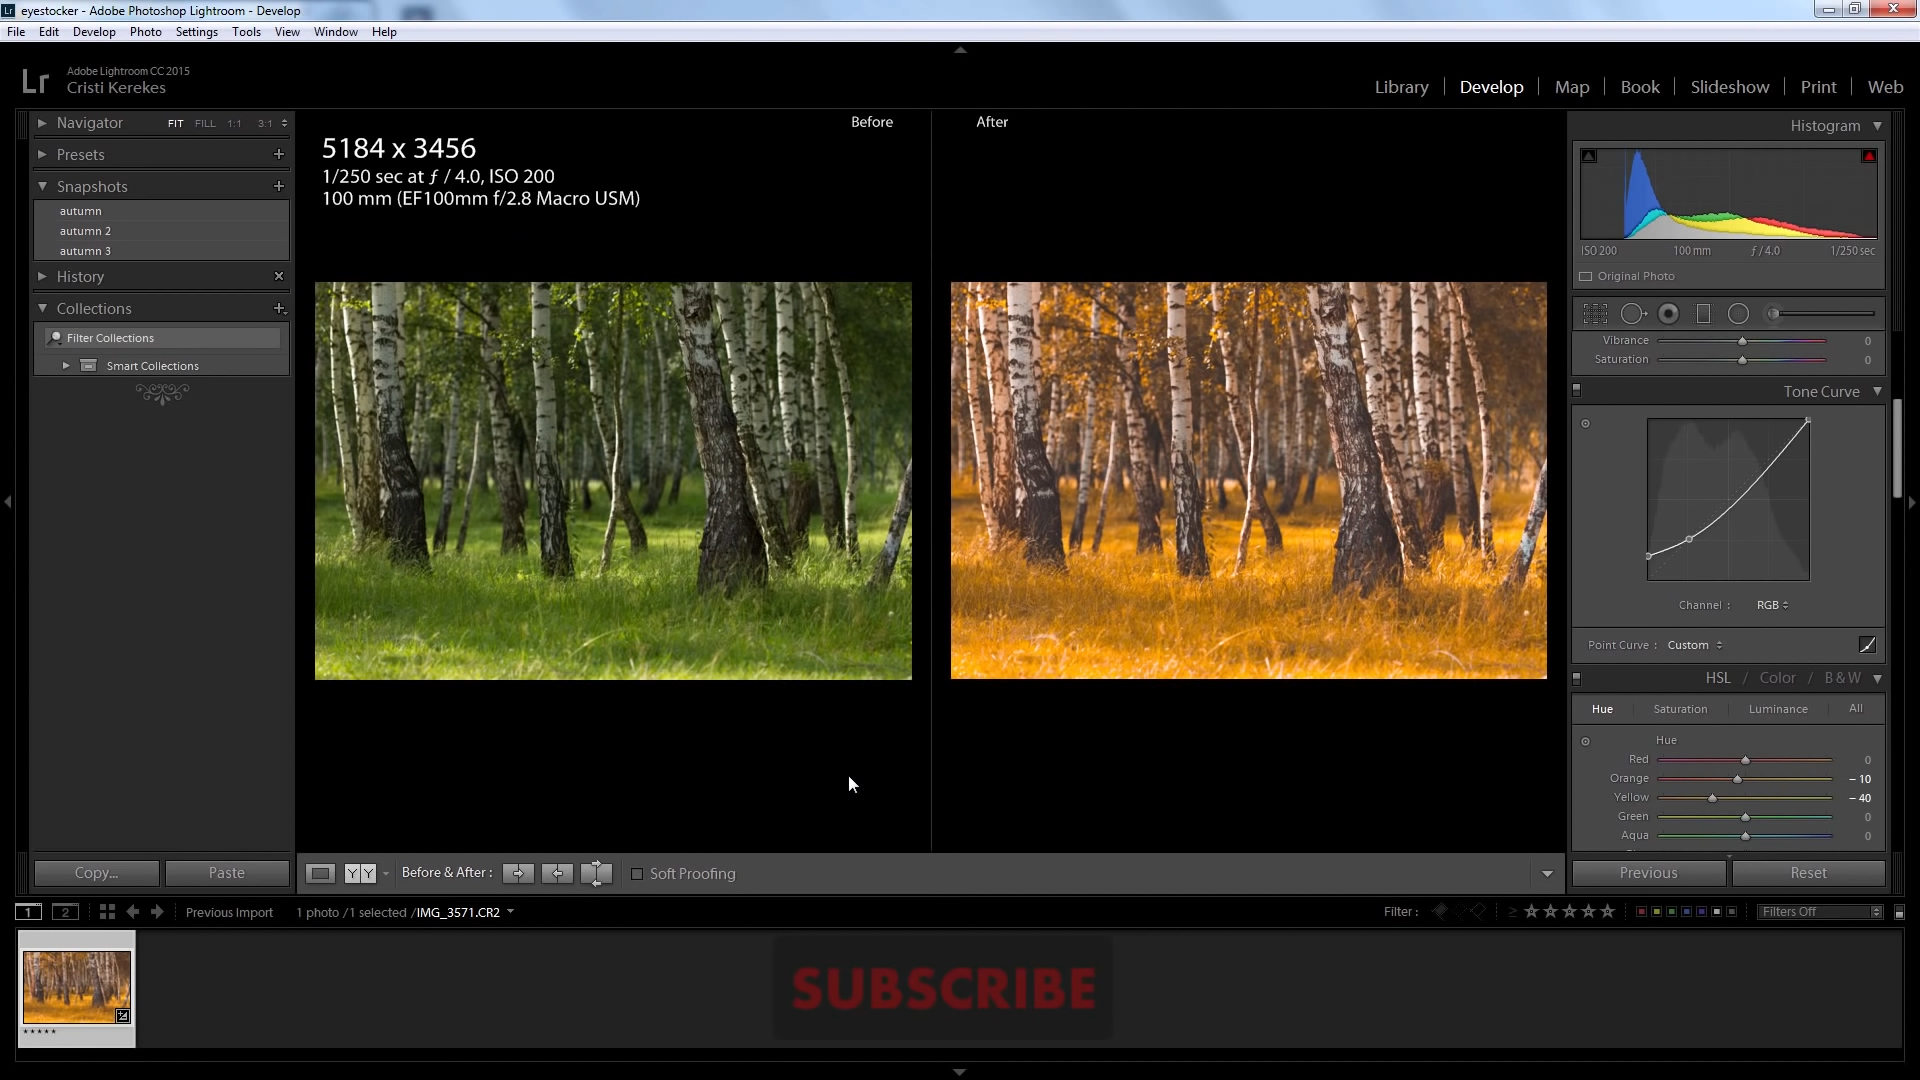 eyestocker - Adobe Photoshop Lightroom - Develop
File Edit Develop Photo Settings Tools View Window Help
Lr
Adobe Lightroom CC 2015
Cristi Kerekes
Library Develop Map Book Slideshow Print Web
Navigator FIT FILL 1:1 3:1
Presets
Snapshots
autumn
autumn 2
autumn 3
History
Collections
Filter Collections
Smart Collections
Copy... Paste
Before After
5184 x 3456
1/250 sec at ƒ / 4.0, ISO 200
100 mm (EF100mm f/2.8 Macro USM)
Histogram
ISO 200 100 mm ƒ / 4.0 1/250 sec
Original Photo
Vibrance 0
Saturation 0
Tone Curve
Channel : RGB
Point Curve : Custom
HSL / Color / B & W
Hue Saturation Luminance All
Hue
Red 0
Orange – 10
Yellow – 40
Green 0
Aqua 0
Previous Reset
YY Before & After : Soft Proofing
1 2 Previous Import 1 photo / 1 selected / IMG_3571.CR2 Filter : Filters Off
SUBSCRIBE